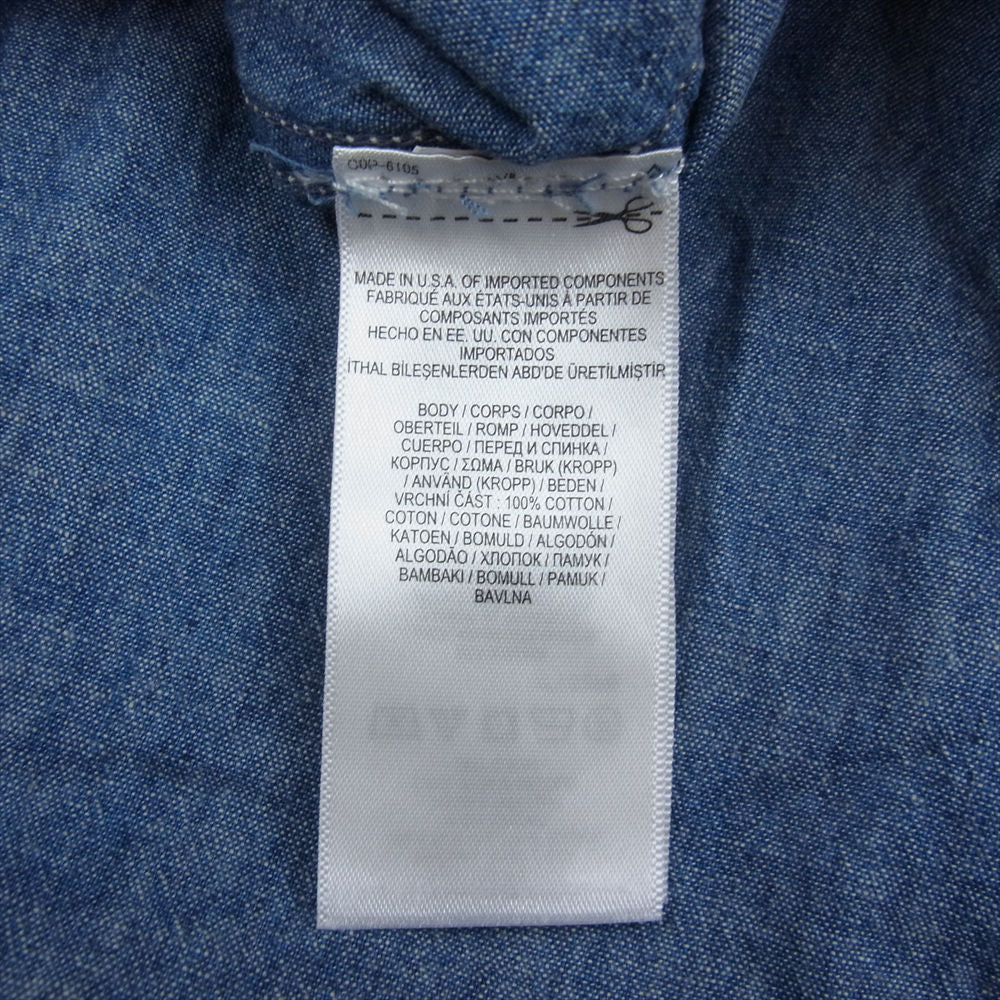 COP-6105
MADE IN U.S.A. OF IMPORTED COMPONENTS
FABRIQUÉ AUX ÉTATS-UNIS À PARTIR DE
COMPOSANTS IMPORTÉS
HECHO EN EE. UU. CON COMPONENTES
IMPORTADOS
İTHAL BİLEŞENLERDEN ABD'DE ÜRETİLMİŞTİR
BODY / CORPS / CORPO /
OBERTEIL / ROMP / HOVEDDEL /
CUERPO / ПЕРЕД И СПИНКА /
КОРПУС / ΣΩΜΑ / BRUK (KROPP)
/ ANVÄND (KROPP) / BEDEN /
VRCHNÍ ČÁST : 100% COTTON /
COTON / COTONE / BAUMWOLLE /
KATOEN / BOMULD / ALGODÓN /
ALGODÃO / ХЛОПОК / ПАМУК /
ΒΑΜΒΑΚΙ / BOMULL / PAMUK /
BAVLNA